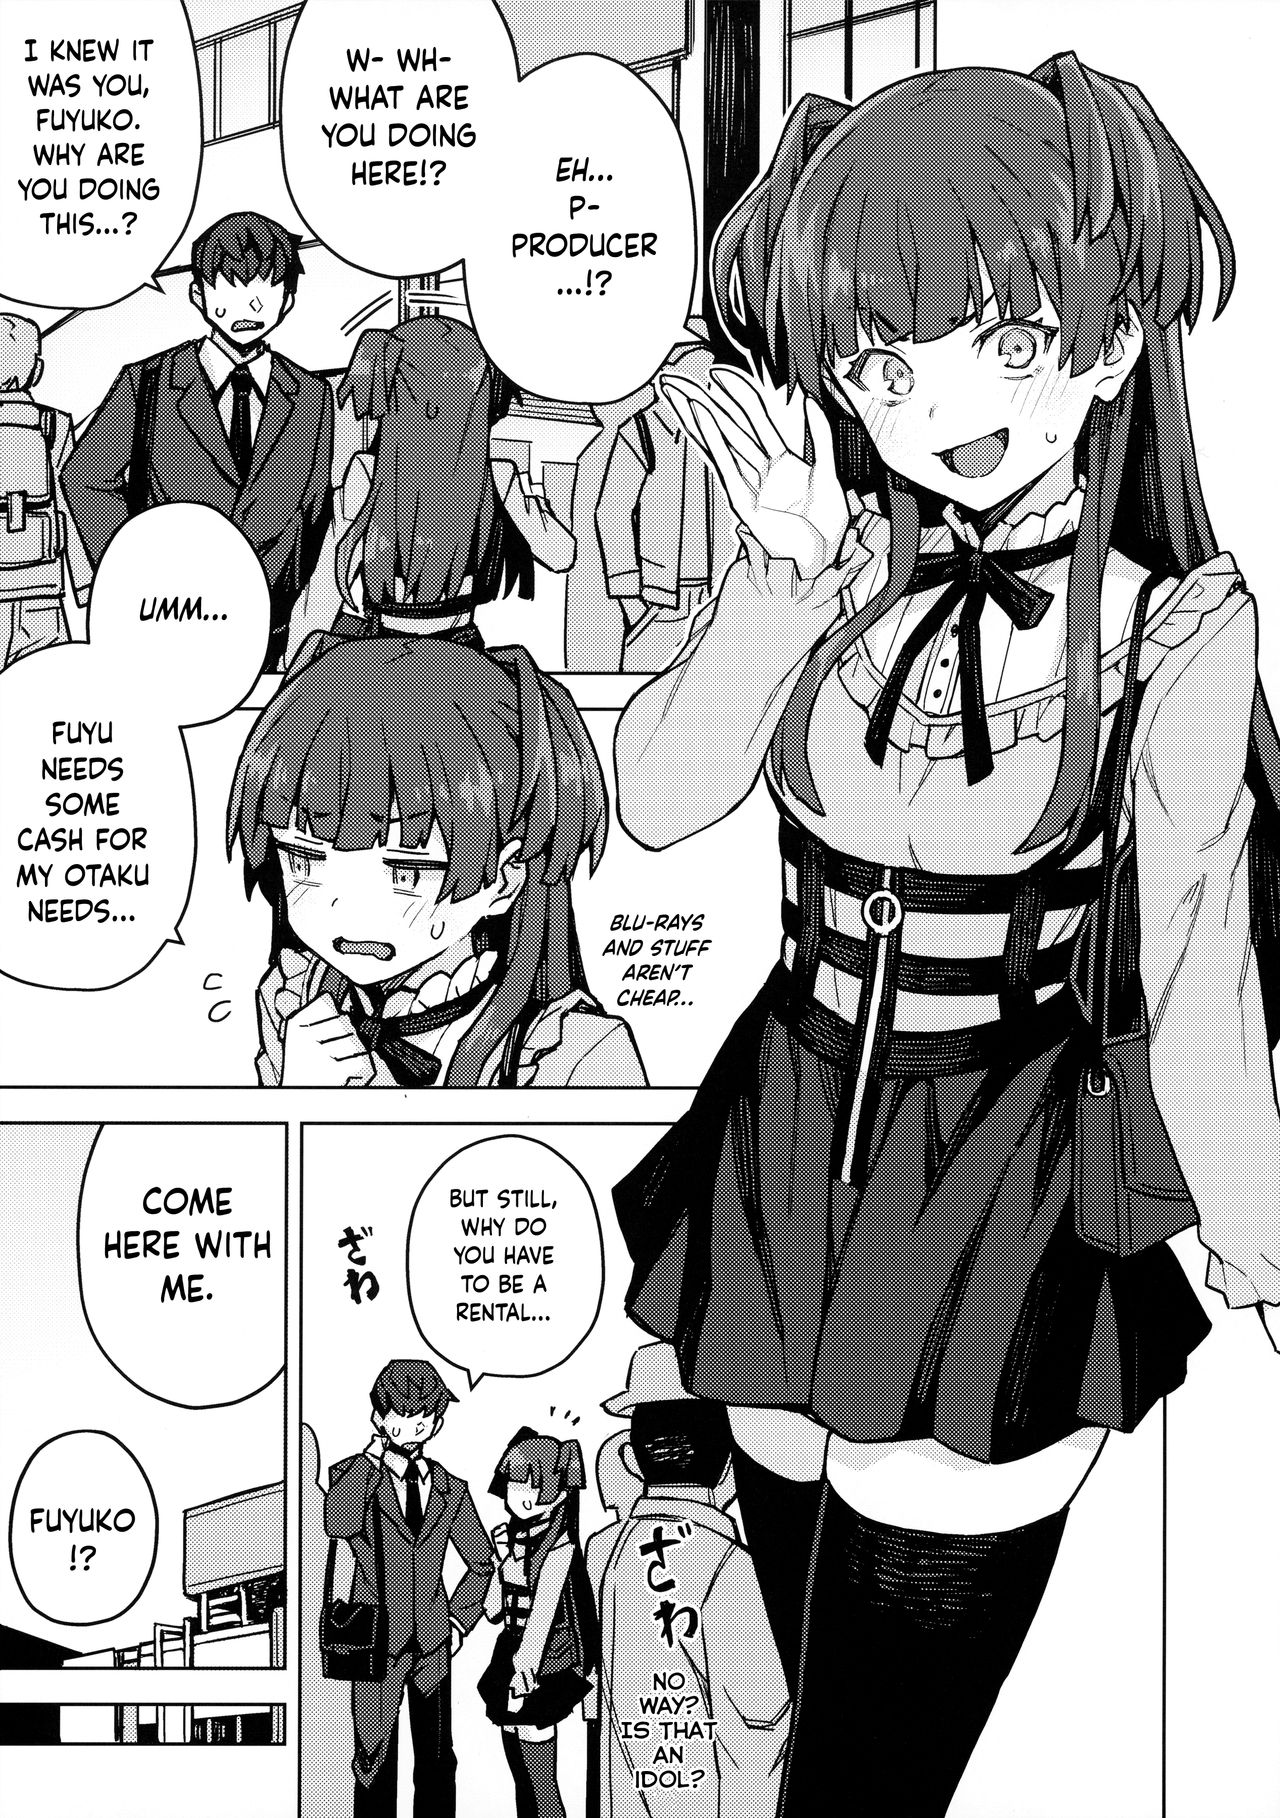 EH...
P-
PRODUCER
...!?
W- WH-
WHAT ARE
YOU DOING
HERE!?
I KNEW IT
WAS YOU,
FUYUKO.
WHY ARE
YOU DOING
THIS...?
UMM...
FUYU
NEEDS
SOME
CASH FOR
MY OTAKU
NEEDS...
BLU-RAYS
AND STUFF
AREN'T
CHEAP...
BUT STILL,
WHY DO
YOU HAVE
TO BE A
RENTAL...
ざわ
ざわ
NO
WAY?
IS THAT
AN
IDOL?
COME
HERE WITH
ME.
FUYUKO
!?